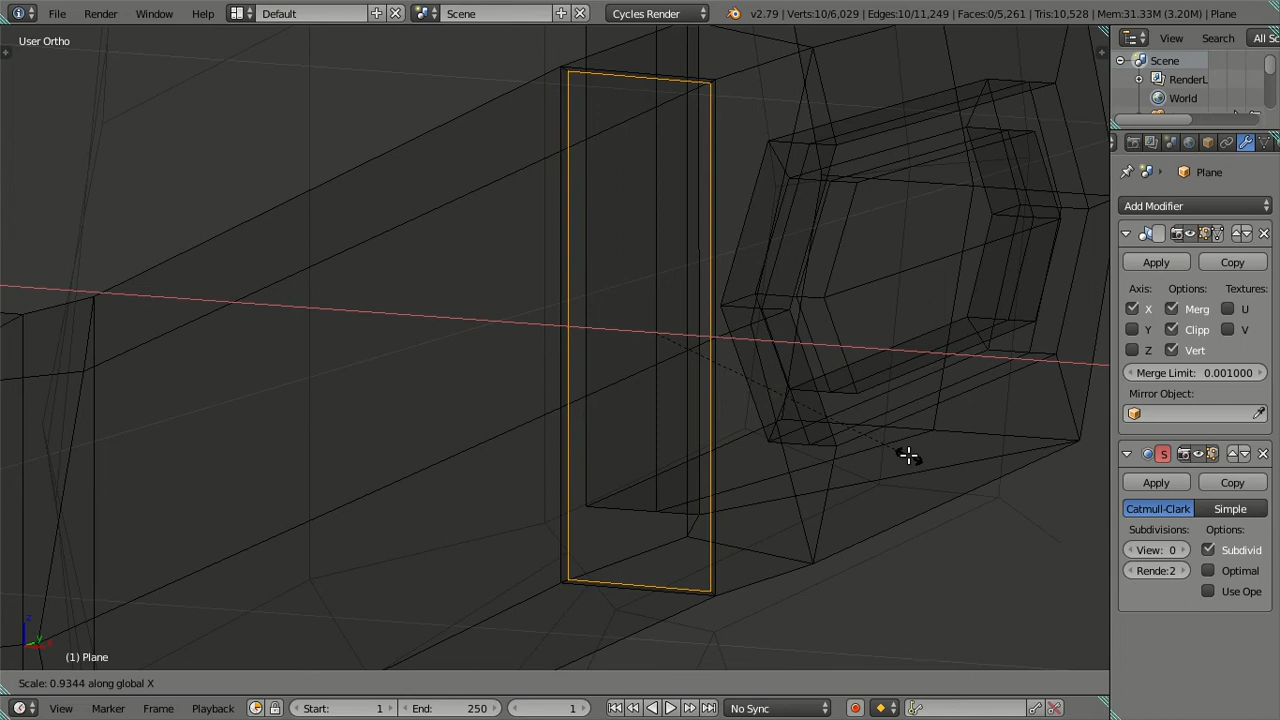 File Render Window Help Default Scene Cycles Render v2.79 | Verts:10/6,029 | Edges:10/11,249 | Faces:0/5,261 | Tris:10,528 | Mem:31.33M (3.20M) | Plane
User Ortho
View Search All Sc
Scene
RenderL
World
Plane
Add Modifier
Apply Copy
Axis: Options: Textures:
X Merg U
Y Clipp V
Z Vert
Merge Limit: 0.001000
Mirror Object:
S
Apply Copy
Catmull-Clark Simple
Subdivisions: Options:
View: 0 Subdivid
Rende:2 Optimal
Use Ope
z
y
x
(1) Plane
Scale: 0.9344 along global X
View Marker Frame Playback Start: 1 End: 250 1 No Sync